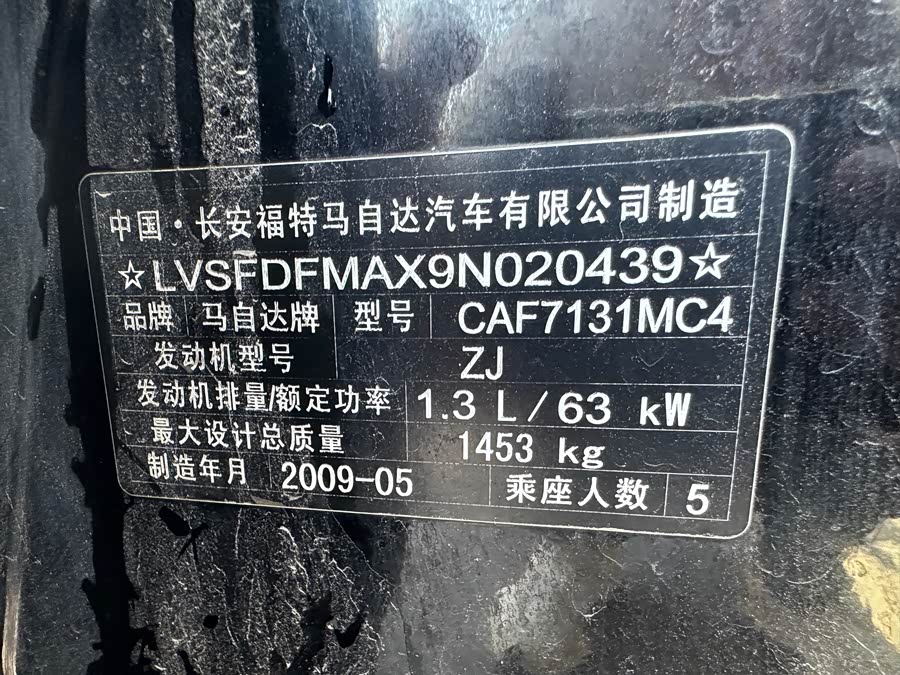 中国·长安福特马自达汽车有限公司制造
☆LVSFDFMAX9N020439☆
品牌 马自达牌 型号 CAF7131MC4
发动机型号 ZJ
发动机排量/额定功率 1.3 L/63 kW
最大设计总质量 1453 kg
制造年月 2009-05 乘座人数 5